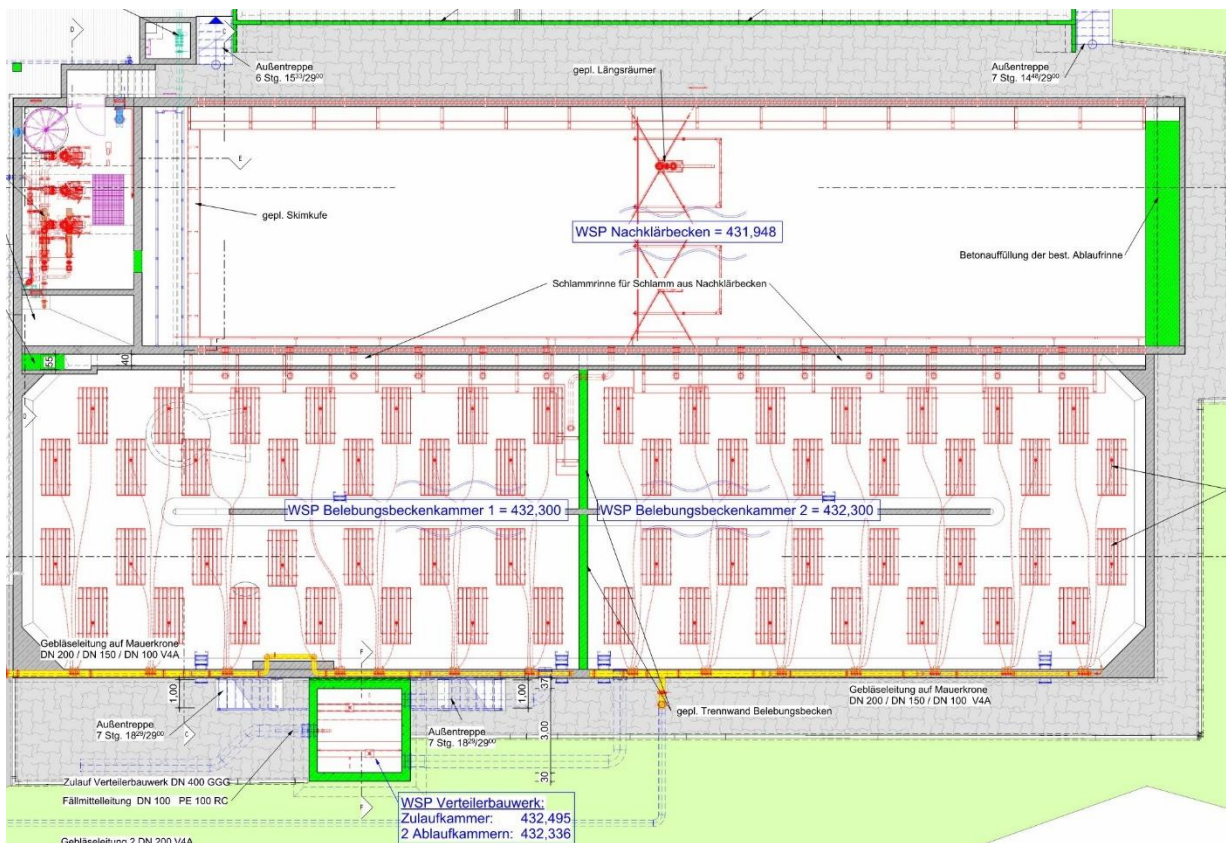 Außentreppe
6 Stg. 15³³/29⁰⁰
gepl. Längsräumer
Außentreppe
7 Stg. 14⁴⁶/29⁰⁰
D
E
gepl. Skimkufe
WSP Nachklärbecken = 431,948
Betonauffüllung der best. Ablaufrinne
Schlammrinne für Schlamm aus Nachklärbecken
55
40
WSP Belebungsbeckenkammer 1 = 432,300
WSP Belebungsbeckenkammer 2 = 432,300
Gebläseleitung auf Mauerkrone
DN 200 / DN 150 / DN 100 V4A
F
1,00
1,00
37
Gebläseleitung auf Mauerkrone
DN 200 / DN 150 / DN 100 V4A
gepl. Trennwand Belebungsbecken
Außentreppe
7 Stg. 18²⁹/29⁰⁰
C
Außentreppe
7 Stg. 18²⁹/29⁰⁰
3,00
30
Zulauf Verteilerbauwerk DN 400 GGG
Fällmittelleitung DN 100 PE 100 RC
F
WSP Verteilerbauwerk:
Zulaufkammer: 432,495
2 Ablaufkammern: 432,336
Gebläseleitung 2 DN 200 V4A